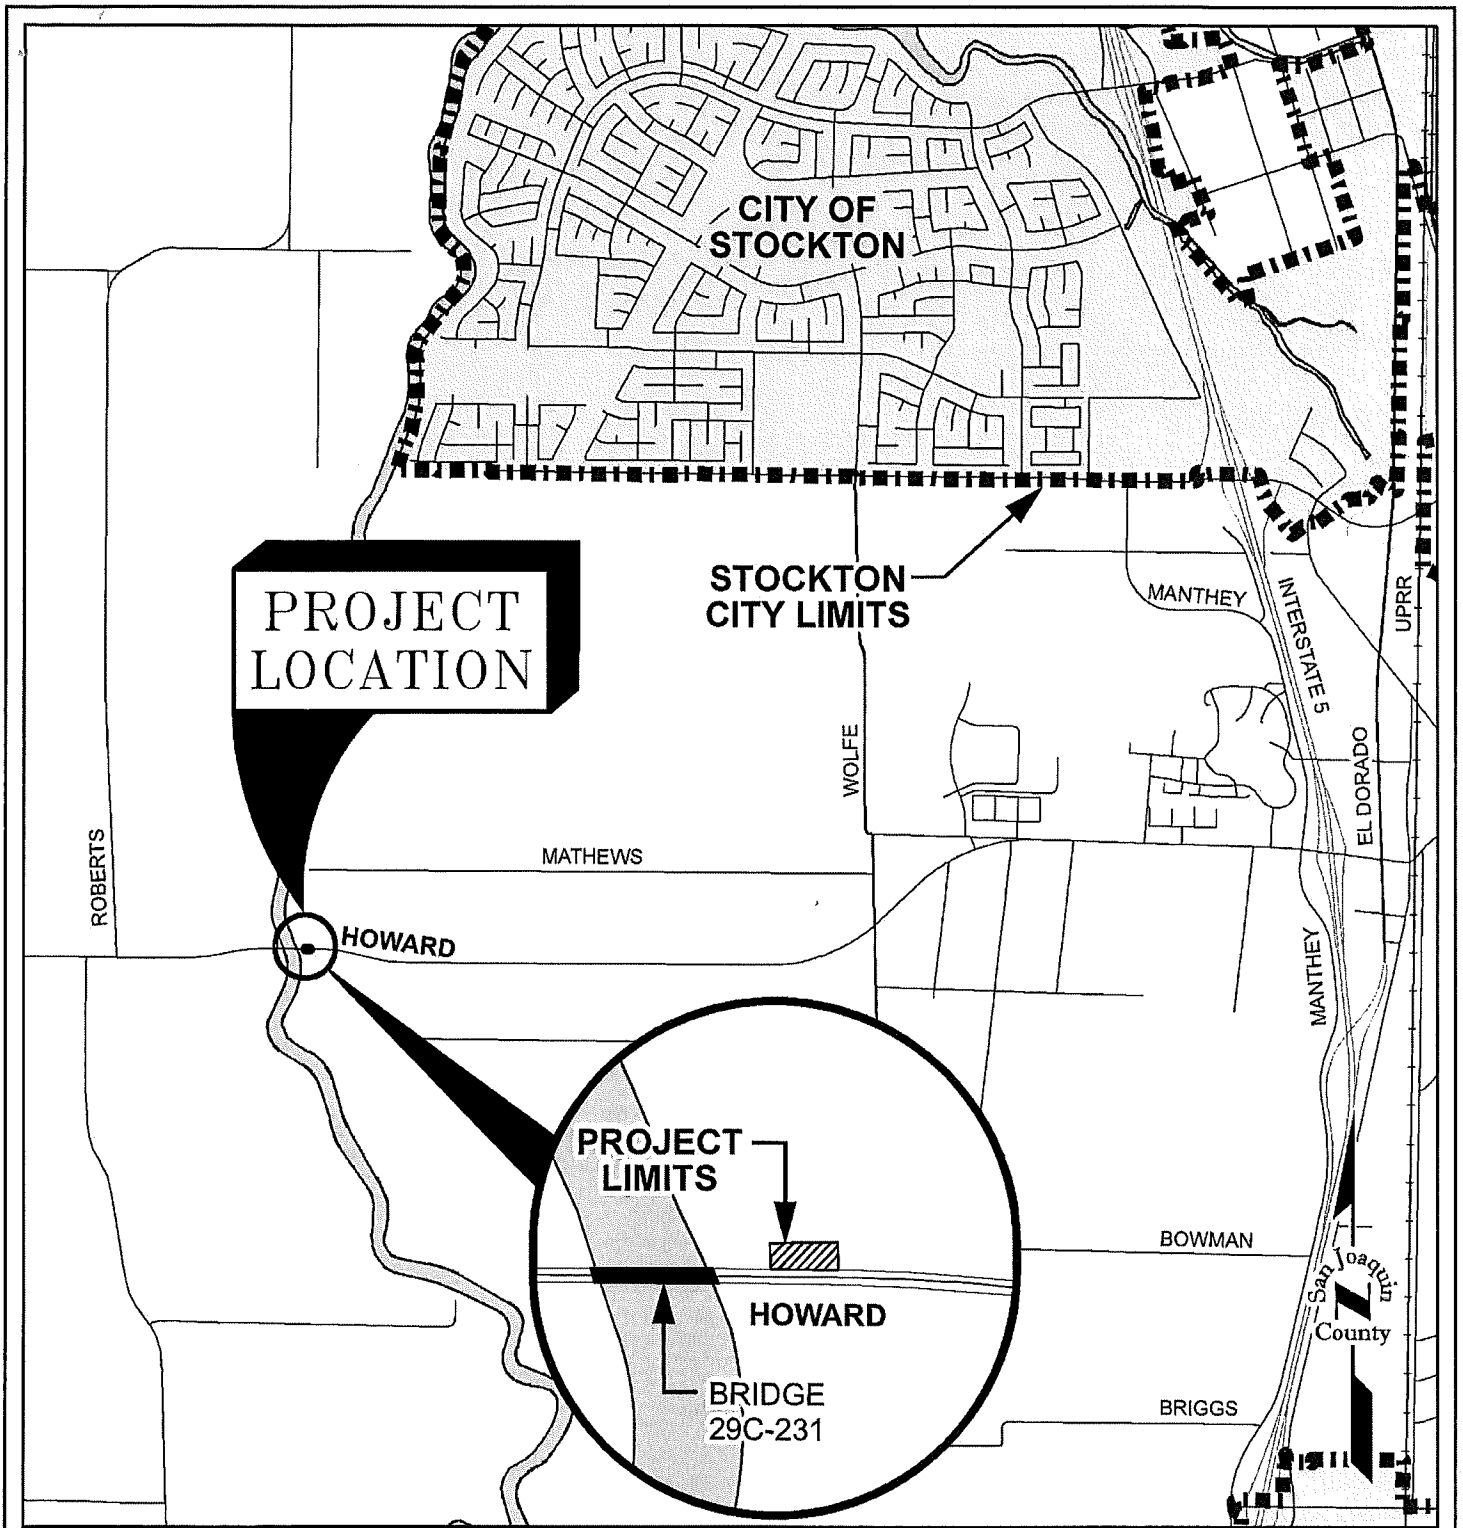 CITY OF
STOCKTON
STOCKTON
CITY LIMITS
PROJECT
LOCATION
MANTHEY
INTERSTATE 5
UPRR
WOLFE
EL DORADO
ROBERTS
MATHEWS
HOWARD
MANTHEY
PROJECT
LIMITS
HOWARD
BRIDGE
29C-231
BOWMAN
San Joaquin
County
BRIGGS